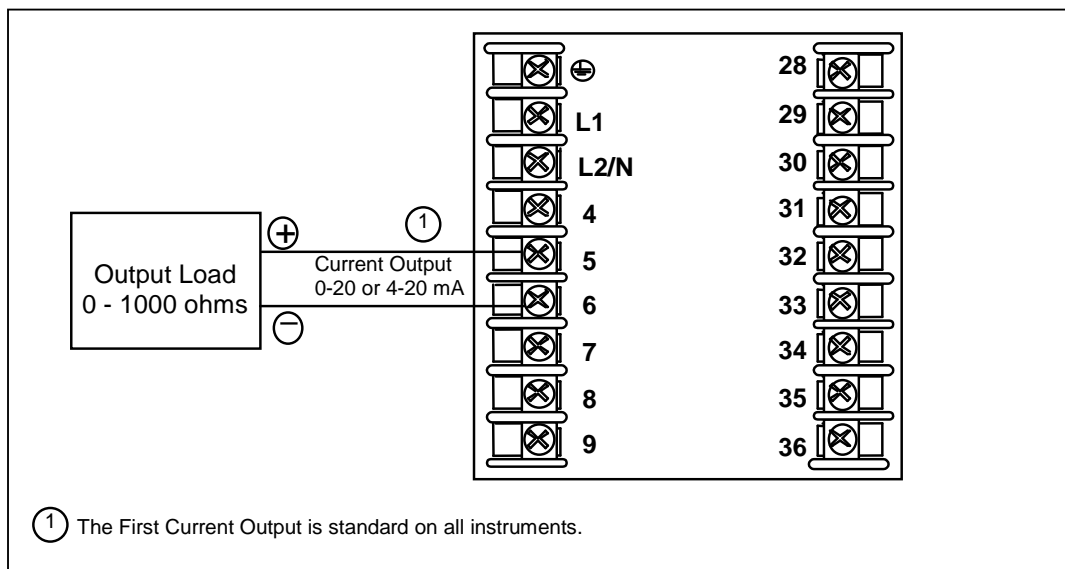 L1
L2/N
4
5
6
7
8
9
28
29
30
31
32
33
34
35
36
Output Load
0 - 1000 ohms
+
−
1
Current Output
0-20 or 4-20 mA
1 The First Current Output is standard on all instruments.